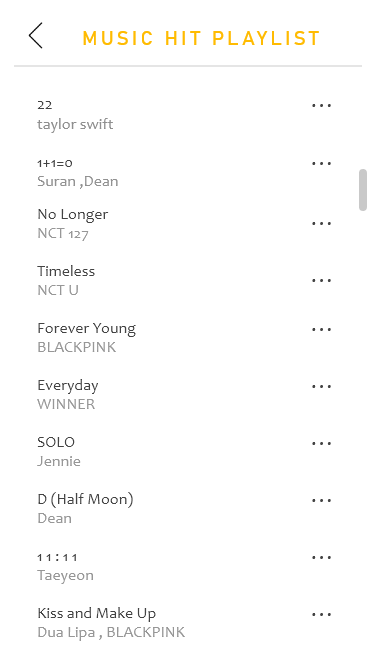 MUSIC HIT PLAYLIST
22
taylor swift
1+1=0
Suran ,Dean
No Longer
NCT 127
Timeless
NCT U
Forever Young
BLACKPINK
Everyday
WINNER
SOLO
Jennie
D (Half Moon)
Dean
11:11
Taeyeon
Kiss and Make Up
Dua Lipa , BLACKPINK